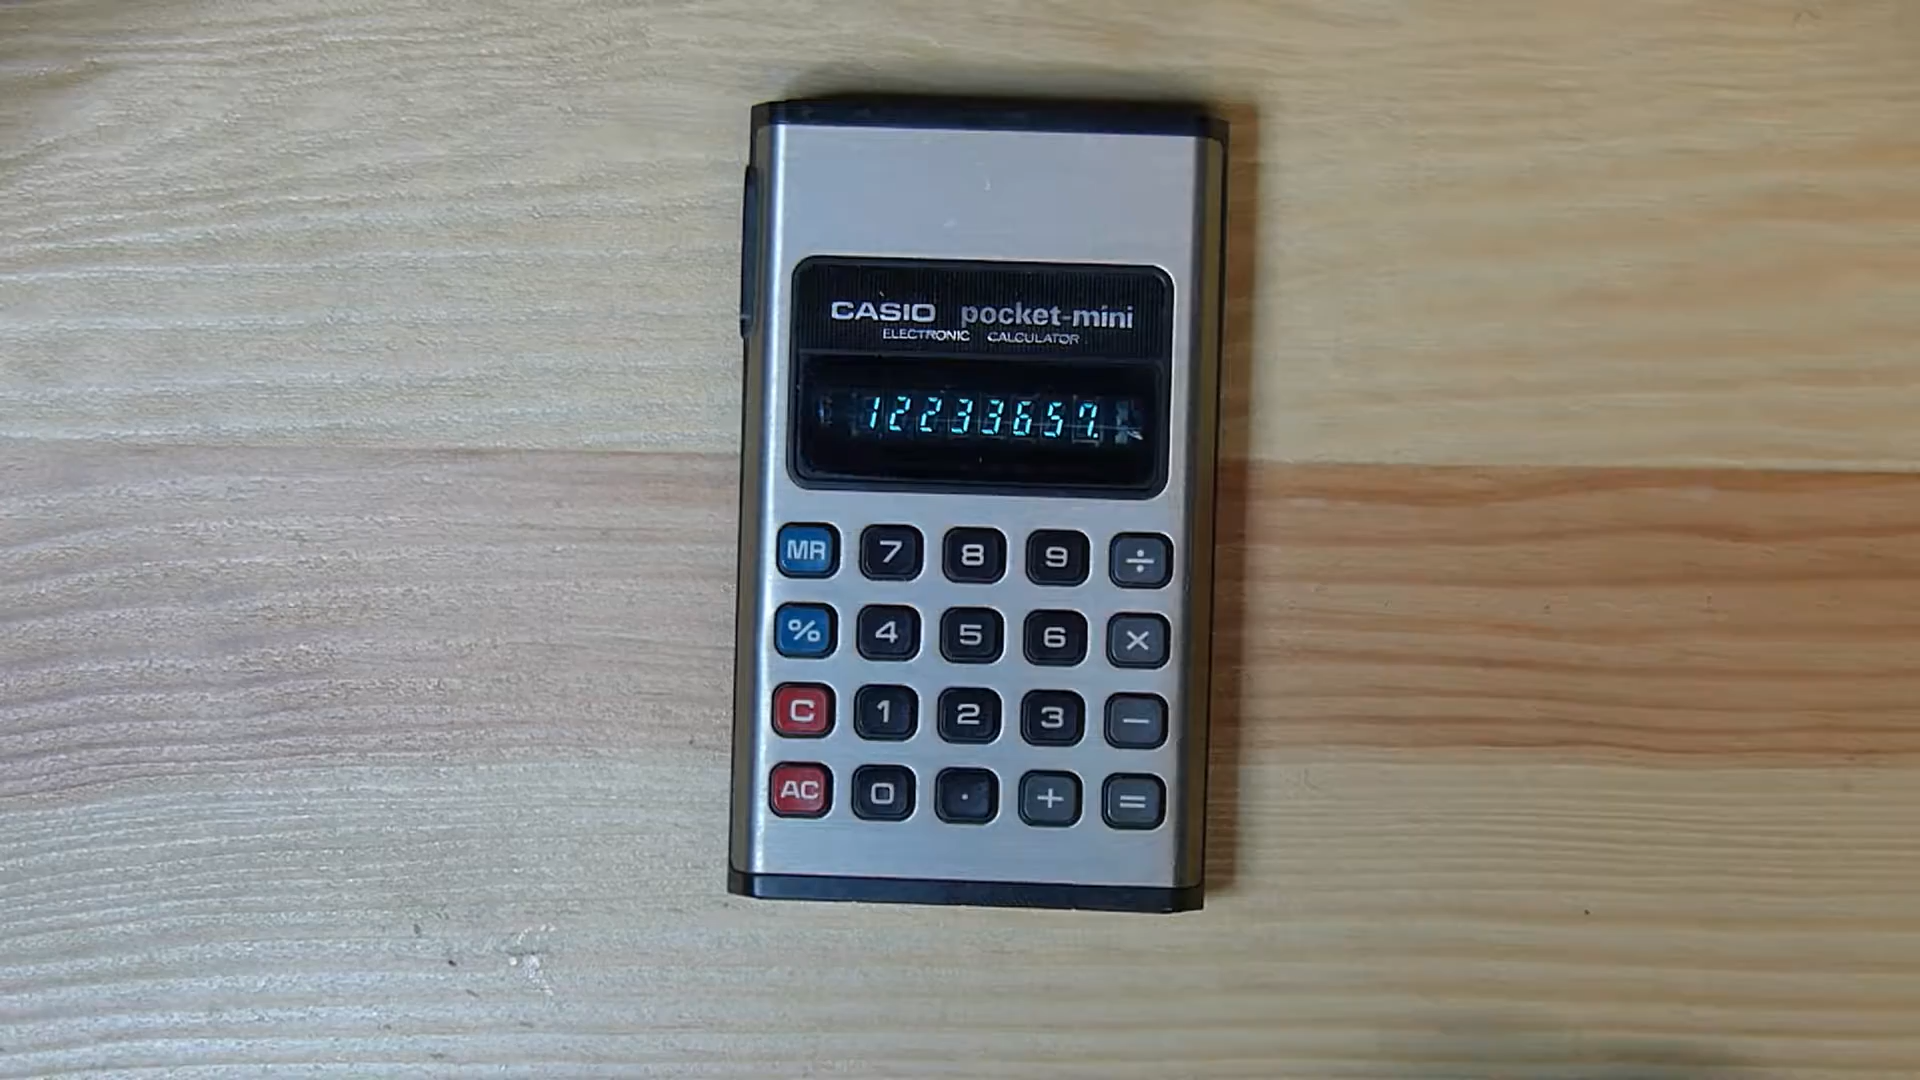 CASIO pocket-mini
ELECTRONIC CALCULATOR
12233657.
MR 7 8 9 ÷
% 4 5 6 ×
C 1 2 3 −
AC 0 · + =